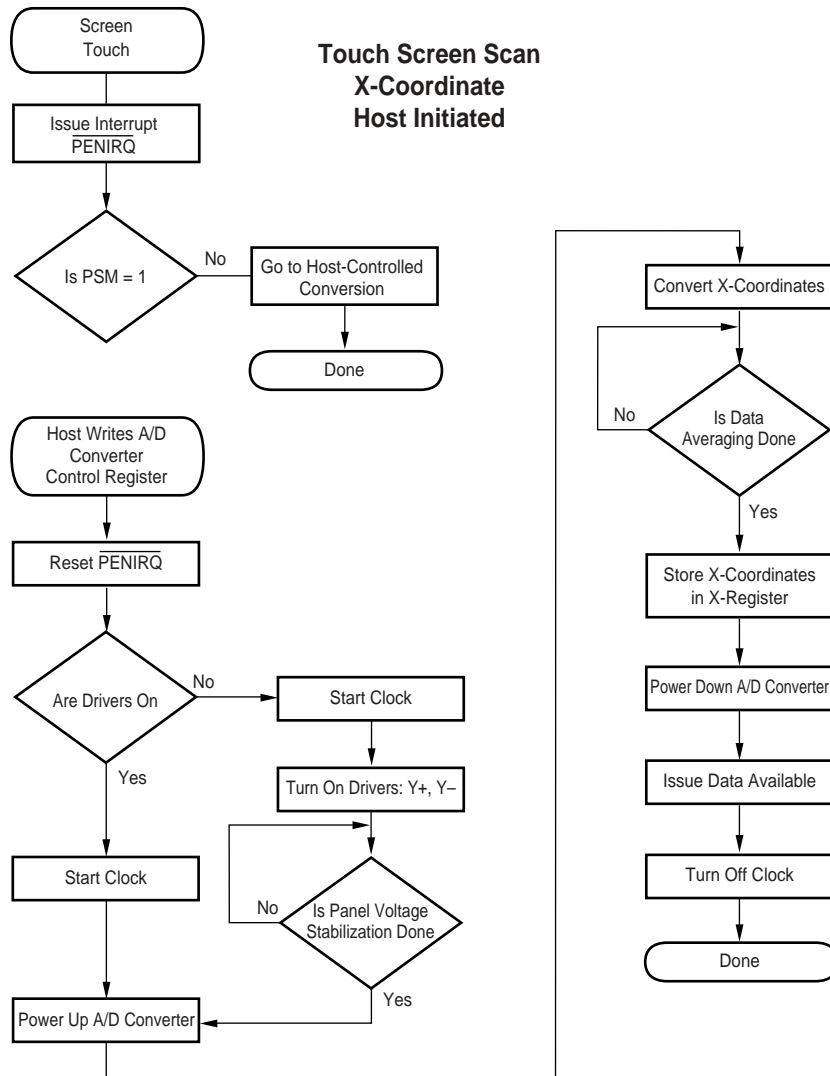 Screen
Touch
Touch Screen Scan
X-Coordinate
Host Initiated
Issue Interrupt
PENIRQ
Is PSM = 1
No
Go to Host-Controlled
Conversion
Done
Host Writes A/D
Converter
Control Register
Reset PENIRQ
Are Drivers On
No
Yes
Start Clock
Turn On Drivers: Y+, Y–
Start Clock
No
Is Panel Voltage
Stabilization Done
Yes
Power Up A/D Converter
Convert X-Coordinates
No
Is Data
Averaging Done
Yes
Store X-Coordinates
in X-Register
Power Down A/D Converter
Issue Data Available
Turn Off Clock
Done